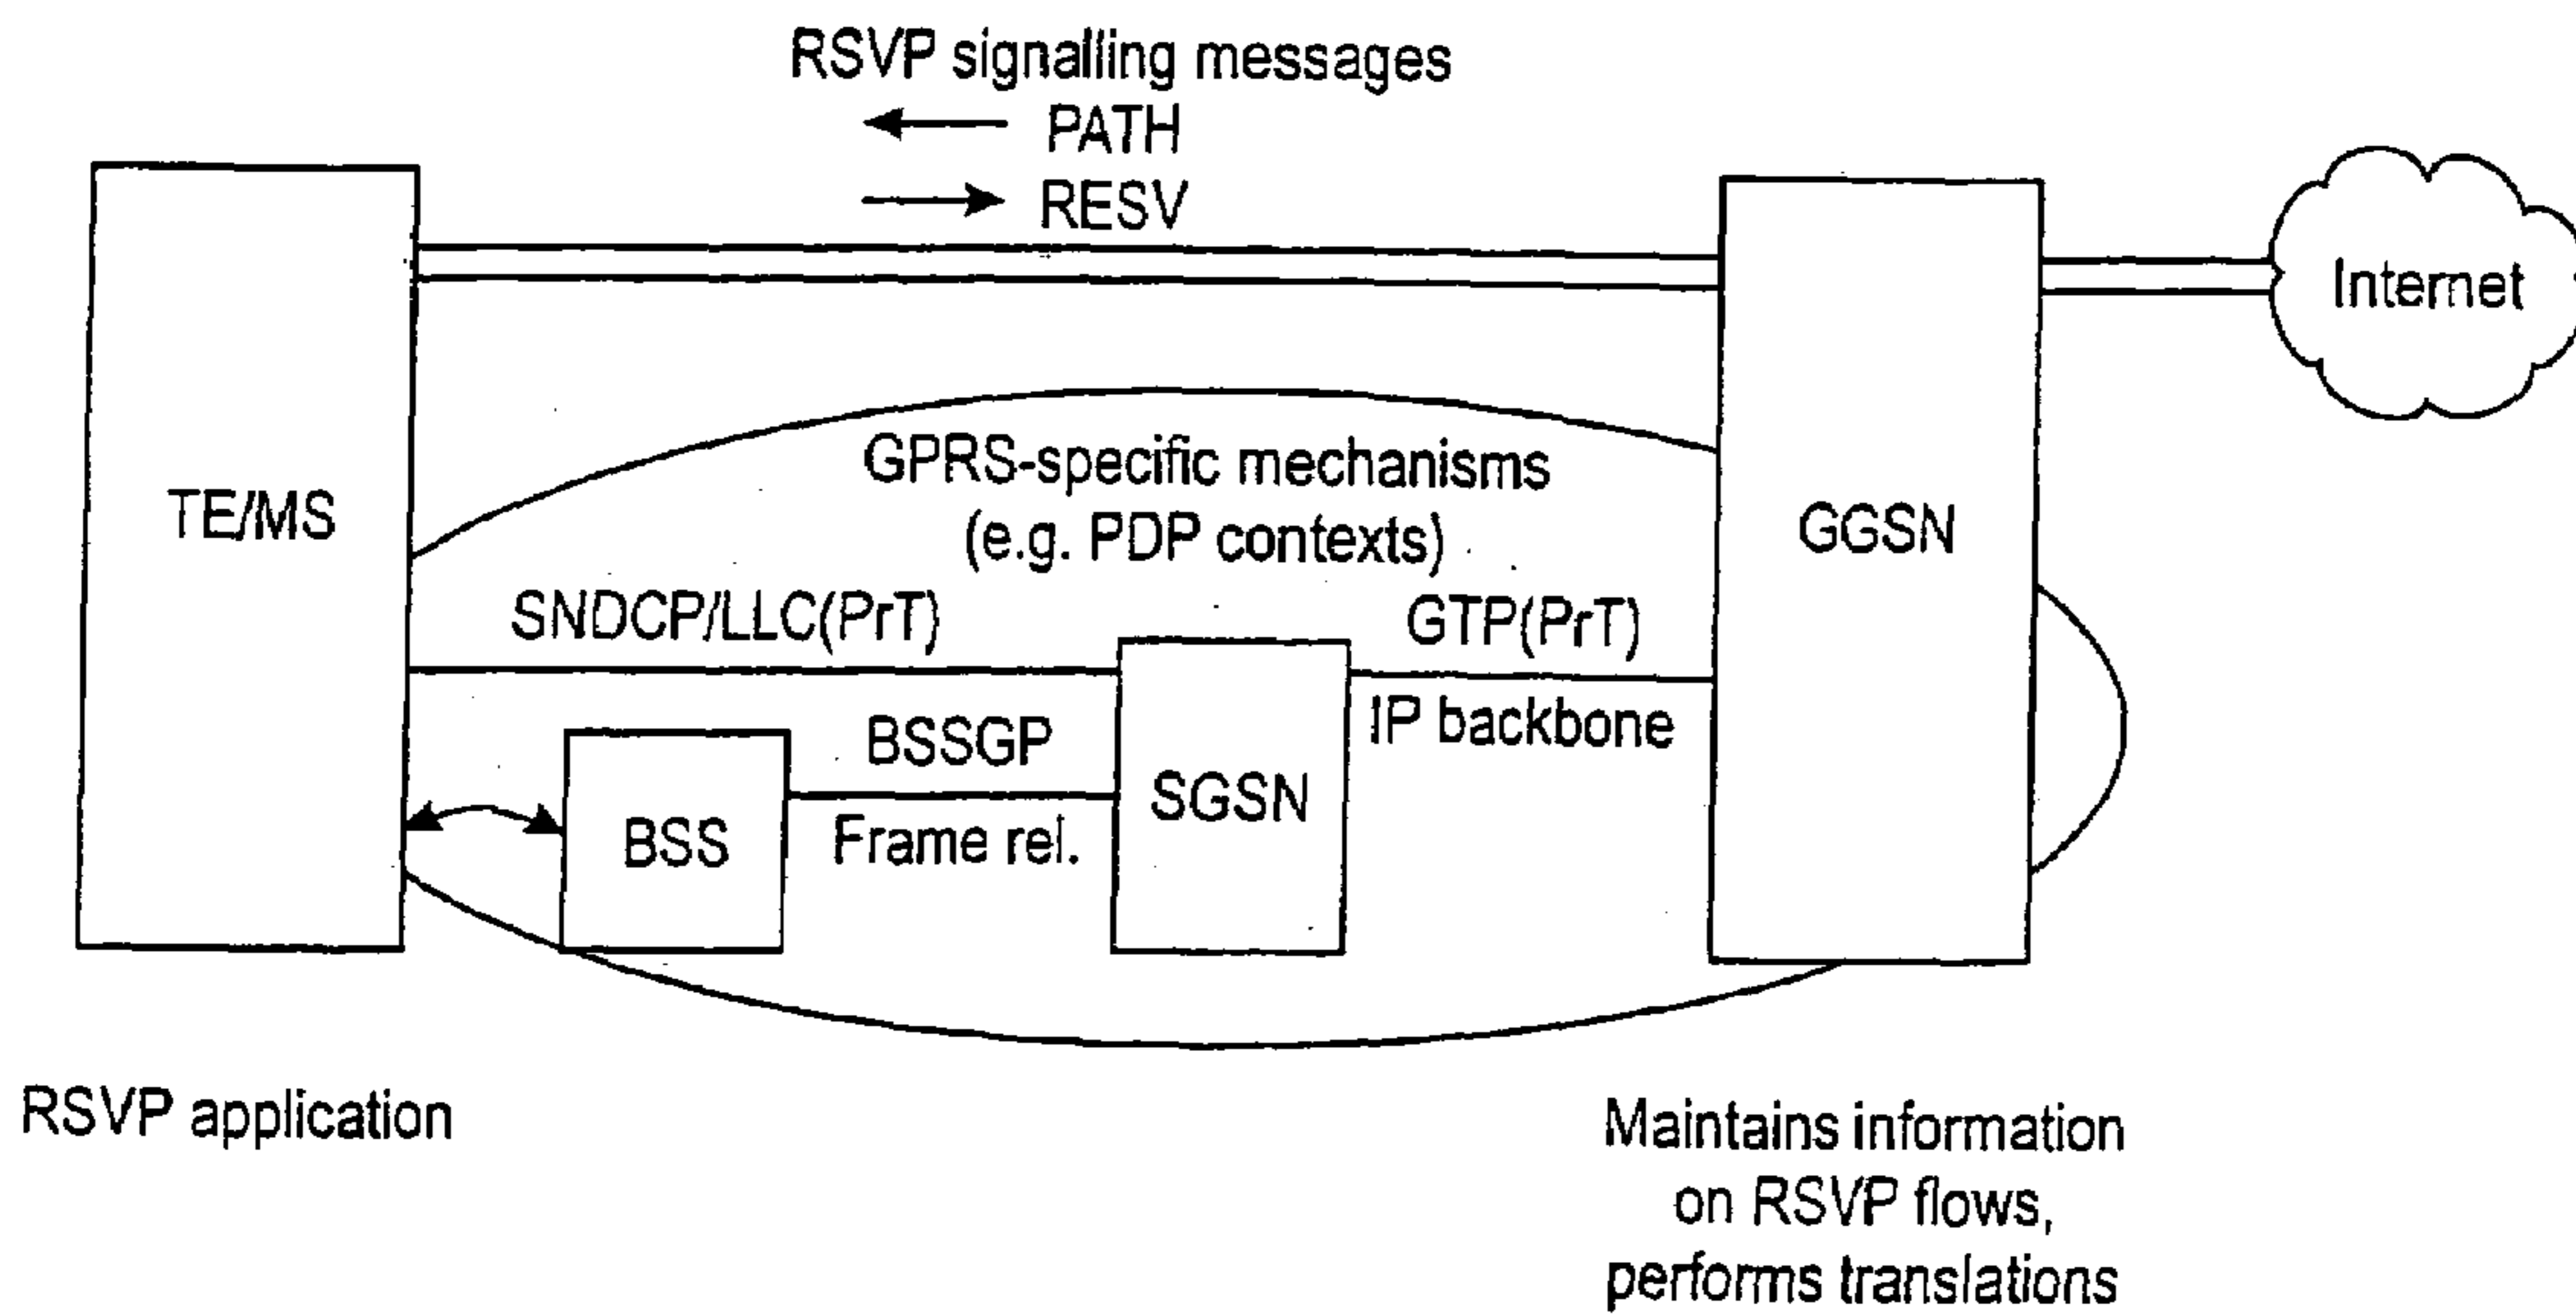 RSVP signalling messages
PATH
RESV
Internet
TE/MS
GPRS-specific mechanisms
(e.g. PDP contexts)
GGSN
SNDCP/LLC(PrT)
GTP(PrT)
IP backbone
BSSGP
SGSN
BSS
Frame rel.
RSVP application
Maintains information
on RSVP flows,
performs translations